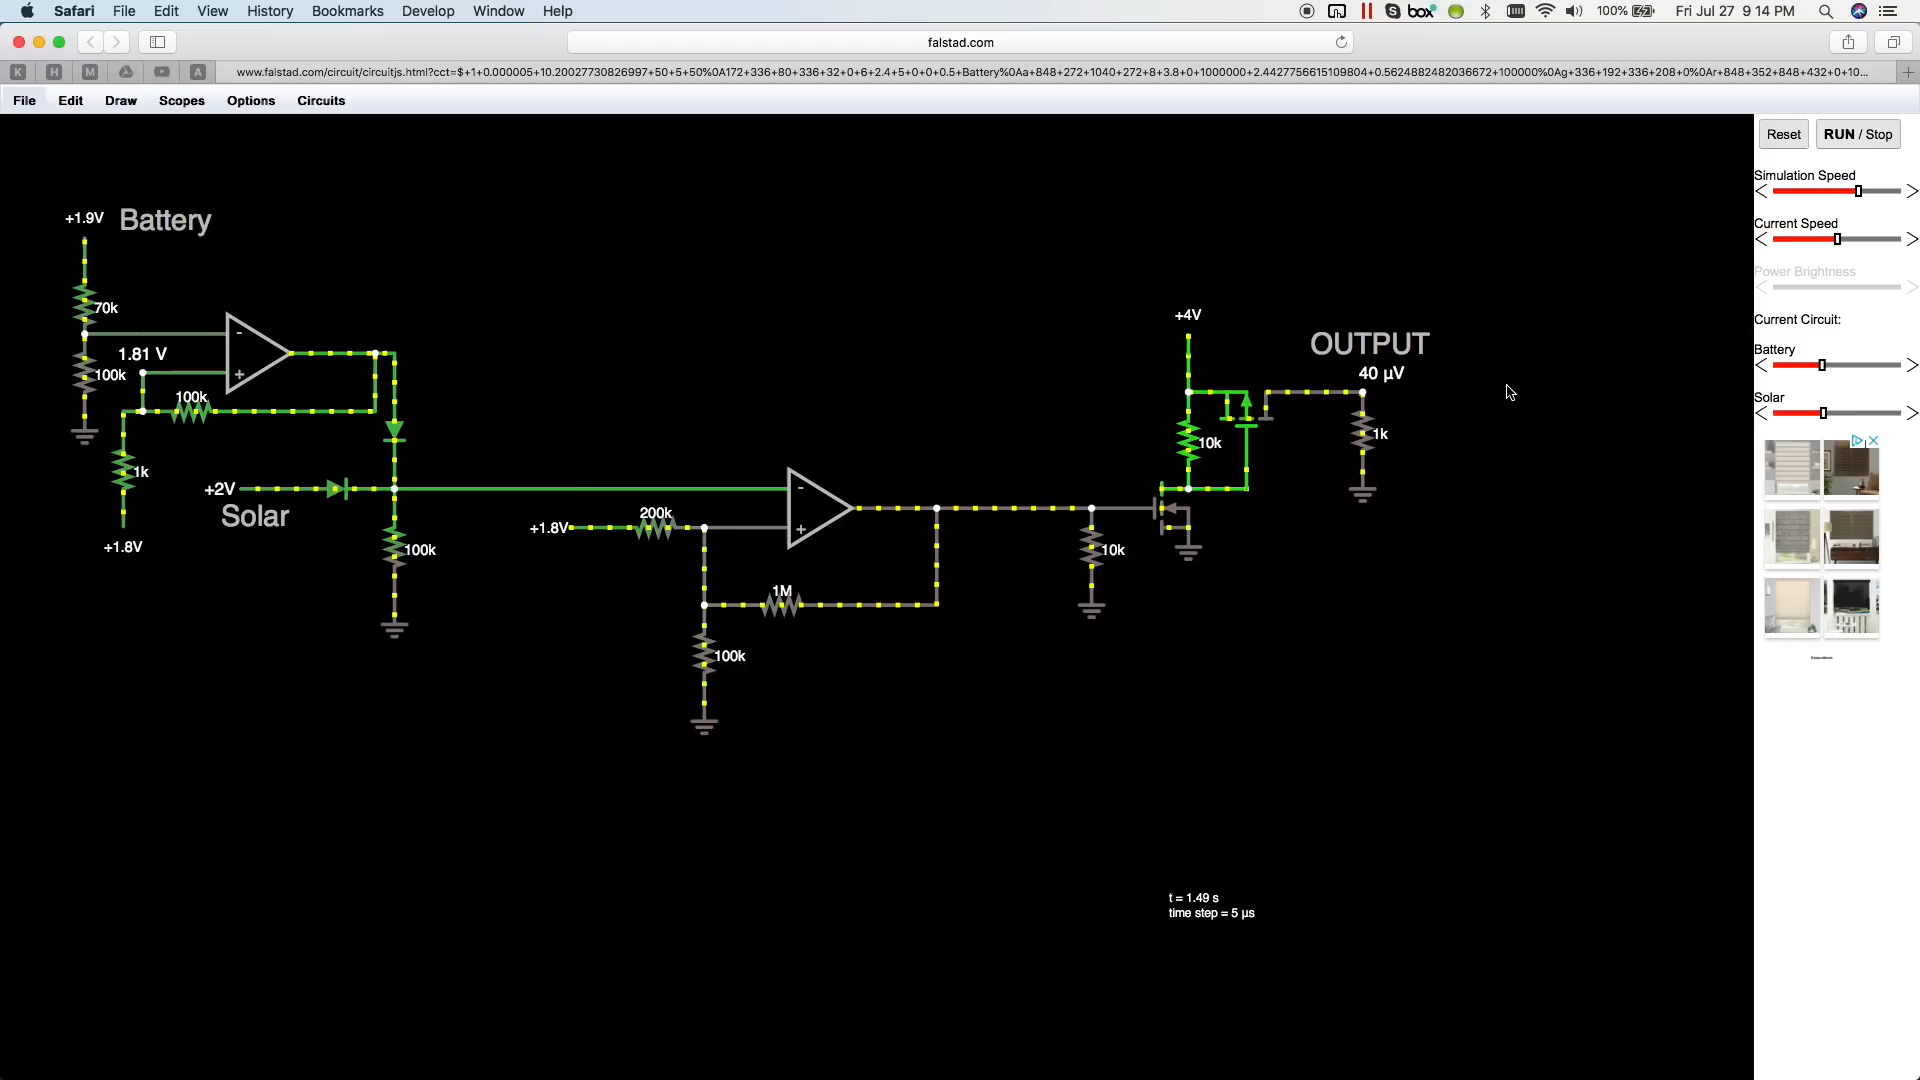 Safari File Edit View History Bookmarks Develop Window Help
box 100% Fri Jul 27 9:14 PM
falstad.com
K H M A www.falstad.com/circuit/circuitjs.html?cct=$+1+0.000005+10.20027730826997+50+5+50%0A172+336+80+336+32+0+6+2.4+5+0+0+0.5+Battery%0Aa+848+272+1040+272+8+3.8+0+1000000+2.4427756615109804+0.5624882482036672+100000%0Ag+336+192+336+208+0%0Ar+848+352+848+432+0+10...
File Edit Draw Scopes Options Circuits
Reset RUN / Stop
Simulation Speed
Current Speed
Power Brightness
Current Circuit:
Battery
Solar
+1.9V Battery
70k
-
1.81 V
100k
+
100k
1k
+2V
Solar
+1.8V
100k
+1.8V
200k
-
+
1M
100k
10k
+4V
10k
OUTPUT
40 μV
1k
t = 1.49 s
time step = 5 μs